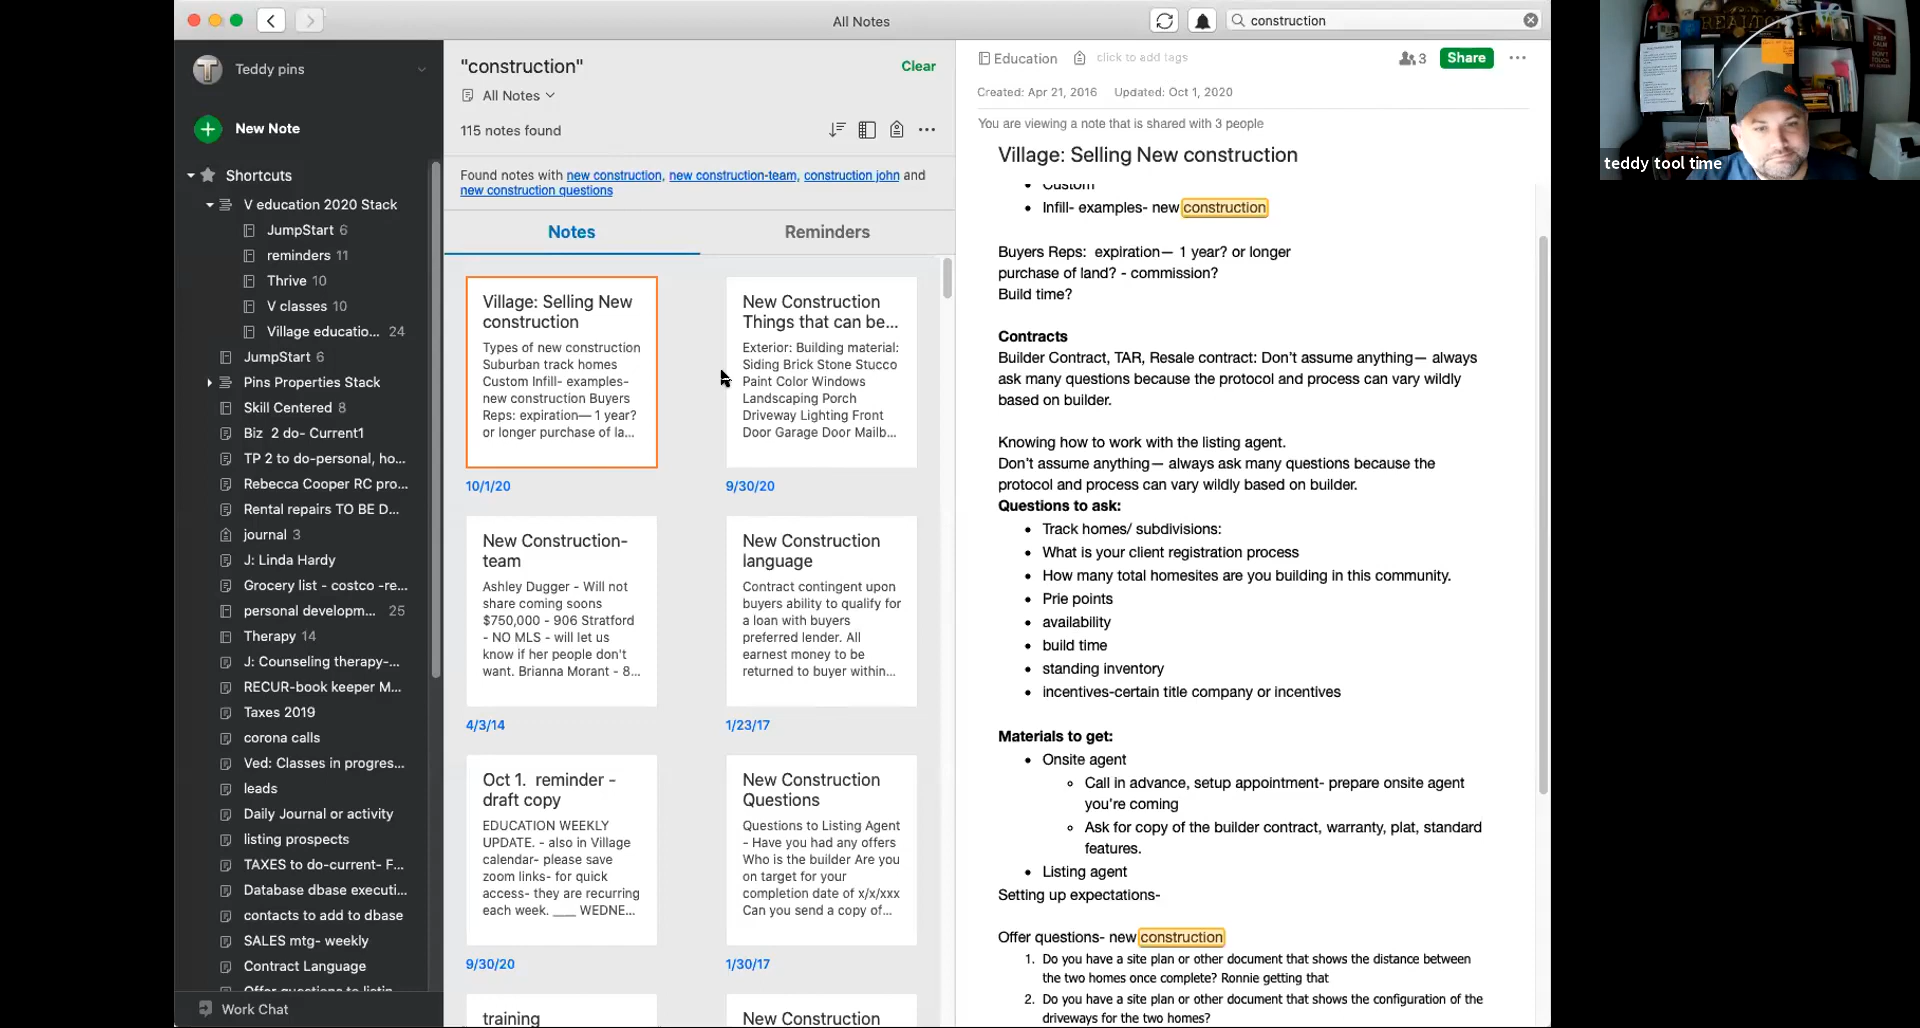 All Notes
construction
Teddy pins
New Note
Shortcuts
V education 2020 Stack
JumpStart 6
reminders 11
Thrive 10
V classes 10
Village educatio... 24
JumpStart 6
Pins Properties Stack
Skill Centered 8
Biz 2 do- Current1
TP 2 to do-personal, ho...
Rebecca Cooper RC pro...
Rental repairs TO BE D...
journal 3
J: Linda Hardy
Grocery list - costco -re...
personal developm... 25
Therapy 14
J: Counseling therapy-...
RECUR-book keeper M...
Taxes 2019
corona calls
Ved: Classes in progres...
leads
Daily Journal or activity
listing prospects
TAXES to do-current- F...
Database dbase executi...
contacts to add to dbase
SALES mtg- weekly
Contract Language
Offer questions to listin...
Work Chat
"construction"
Clear
All Notes
115 notes found
Found notes with new construction, new construction-team, construction john and
new construction questions
Notes
Reminders
Village: Selling New
construction
Types of new construction
Suburban track homes
Custom Infill- examples-
new construction Buyers
Reps: expiration— 1 year?
or longer purchase of la...
10/1/20
New Construction
Things that can be...
Exterior: Building material:
Siding Brick Stone Stucco
Paint Color Windows
Landscaping Porch
Driveway Lighting Front
Door Garage Door Mailb...
9/30/20
New Construction-
team
Ashley Dugger - Will not
share coming soons
$750,000 - 906 Stratford
- NO MLS - will let us
know if her people don't
want. Brianna Morant - 8...
4/3/14
New Construction
language
Contract contingent upon
buyers ability to qualify for
a loan with buyers
preferred lender. All
earnest money to be
returned to buyer within...
1/23/17
Oct 1. reminder -
draft copy
EDUCATION WEEKLY
UPDATE. - also in Village
calendar- please save
zoom links- for quick
access- they are recurring
each week. ___ WEDNE...
9/30/20
New Construction
Questions
Questions to Listing Agent
- Have you had any offers
Who is the builder Are you
on target for your
completion date of x/x/xxx
Can you send a copy of...
1/30/17
training
New Construction
Education
click to add tags
3
Share
Created: Apr 21, 2016 Updated: Oct 1, 2020
You are viewing a note that is shared with 3 people
Village: Selling New construction
• Custom
• Infill- examples- new construction
Buyers Reps: expiration— 1 year? or longer
purchase of land? - commission?
Build time?
Contracts
Builder Contract, TAR, Resale contract: Don't assume anything— always
ask many questions because the protocol and process can vary wildly
based on builder.
Knowing how to work with the listing agent.
Don't assume anything— always ask many questions because the
protocol and process can vary wildly based on builder.
Questions to ask:
• Track homes/ subdivisions:
• What is your client registration process
• How many total homesites are you building in this community.
• Prie points
• availability
• build time
• standing inventory
• incentives-certain title company or incentives
Materials to get:
• Onsite agent
◦ Call in advance, setup appointment- prepare onsite agent
you're coming
◦ Ask for copy of the builder contract, warranty, plat, standard
features.
• Listing agent
Setting up expectations-
Offer questions- new construction
1. Do you have a site plan or other document that shows the distance between
the two homes once complete? Ronnie getting that
2. Do you have a site plan or other document that shows the configuration of the
driveways for the two homes?
REALTOR
KEEP
CALM
DON'T
TOUCH
teddy tool time